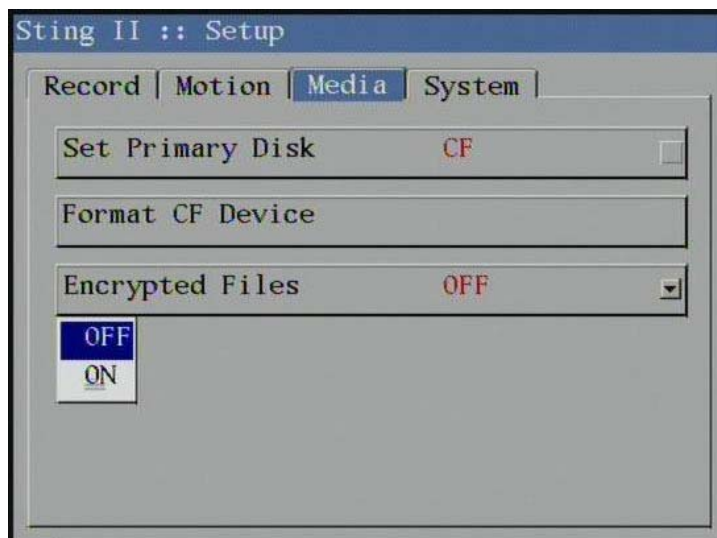 Sting II :: Setup
Record | Motion | Media | System |
Set Primary Disk CF
Format CF Device
Encrypted Files OFF
OFF
ON